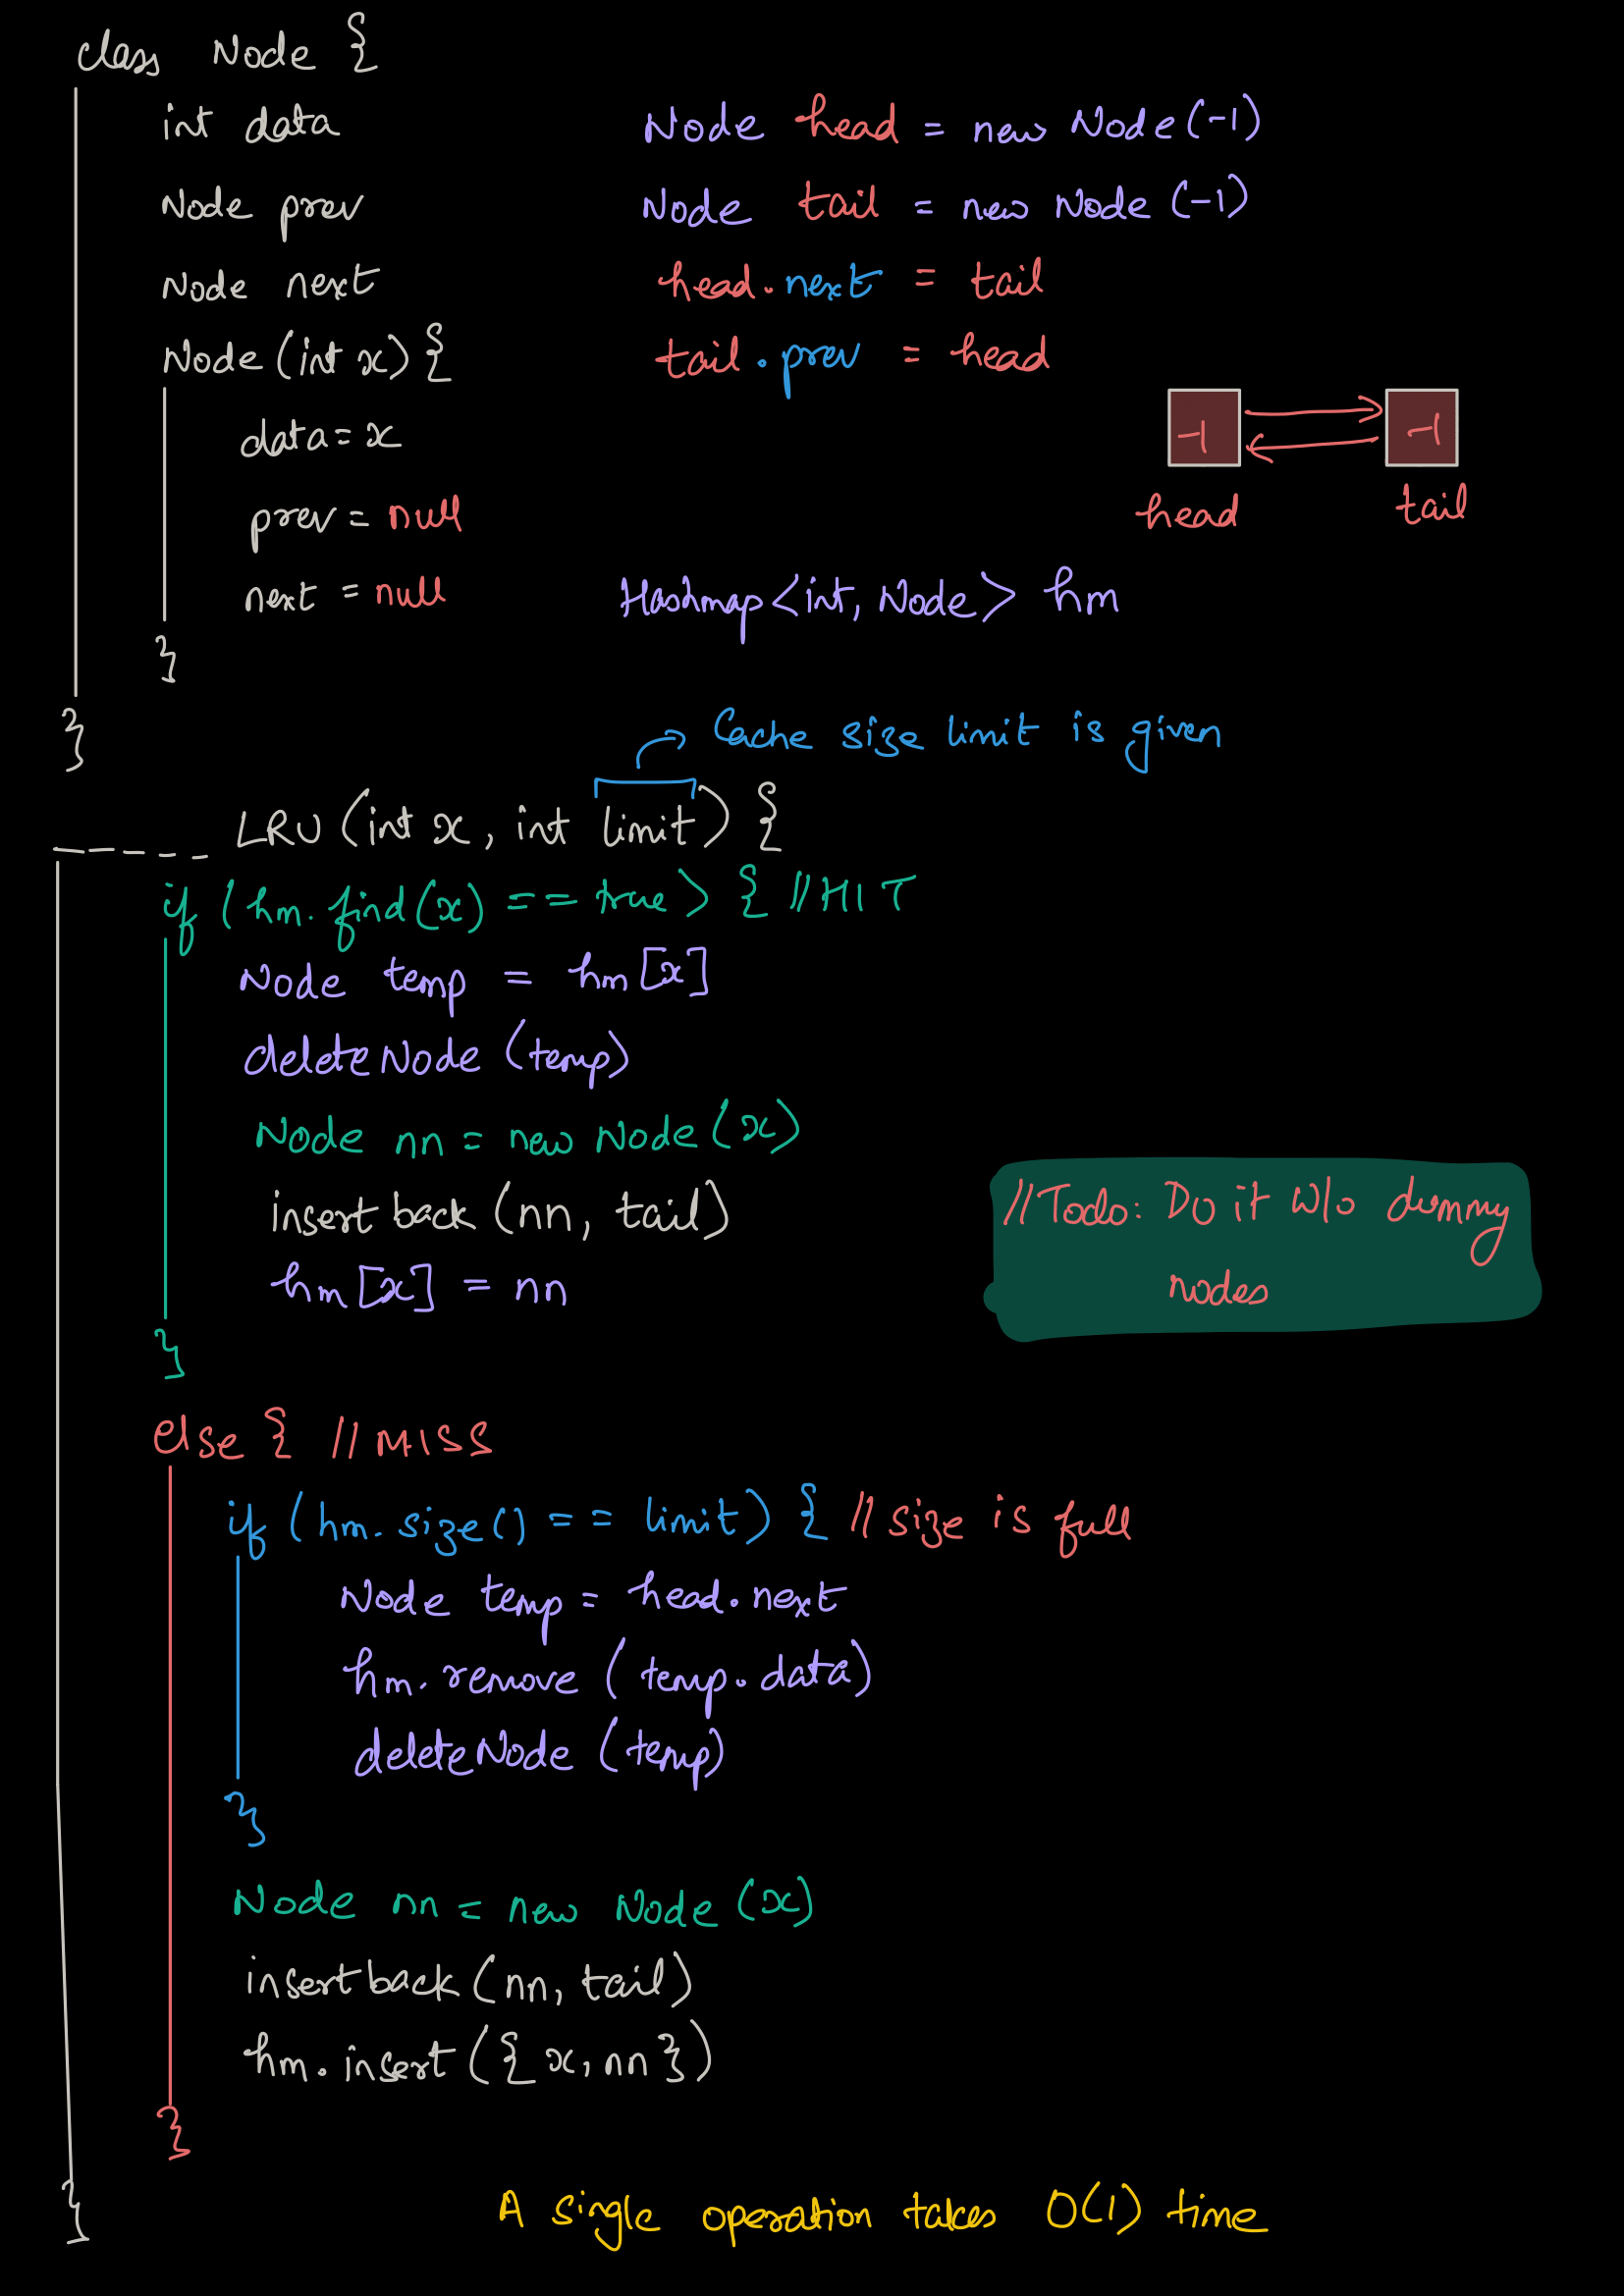 class Node {
int data
Node prev
Node next
Node (int x) {
data = x
prev = null
next = null
}
}
Node head = new Node (-1)
Node tail = new Node (-1)
head.next = tail
tail.prev = head
-1 -1
head tail
Hashmap<int, Node> hm
Cache size limit is given
LRU (int x, int limit) {
if (hm.find(x) == true) { //HIT
Node temp = hm[x]
deleteNode (temp)
Node nn = new Node (x)
insert back (nn, tail)
hm[x] = nn
}
//Todo: Do it w/o dummy
nodes
else { //MISS
if (hm.size() == limit) { //size is full
Node temp = head.next
hm.remove (temp.data)
deleteNode (temp)
}
Node nn = new Node (x)
insertback (nn, tail)
hm.insert ({x, nn})
}
}
A single operation takes O(1) time